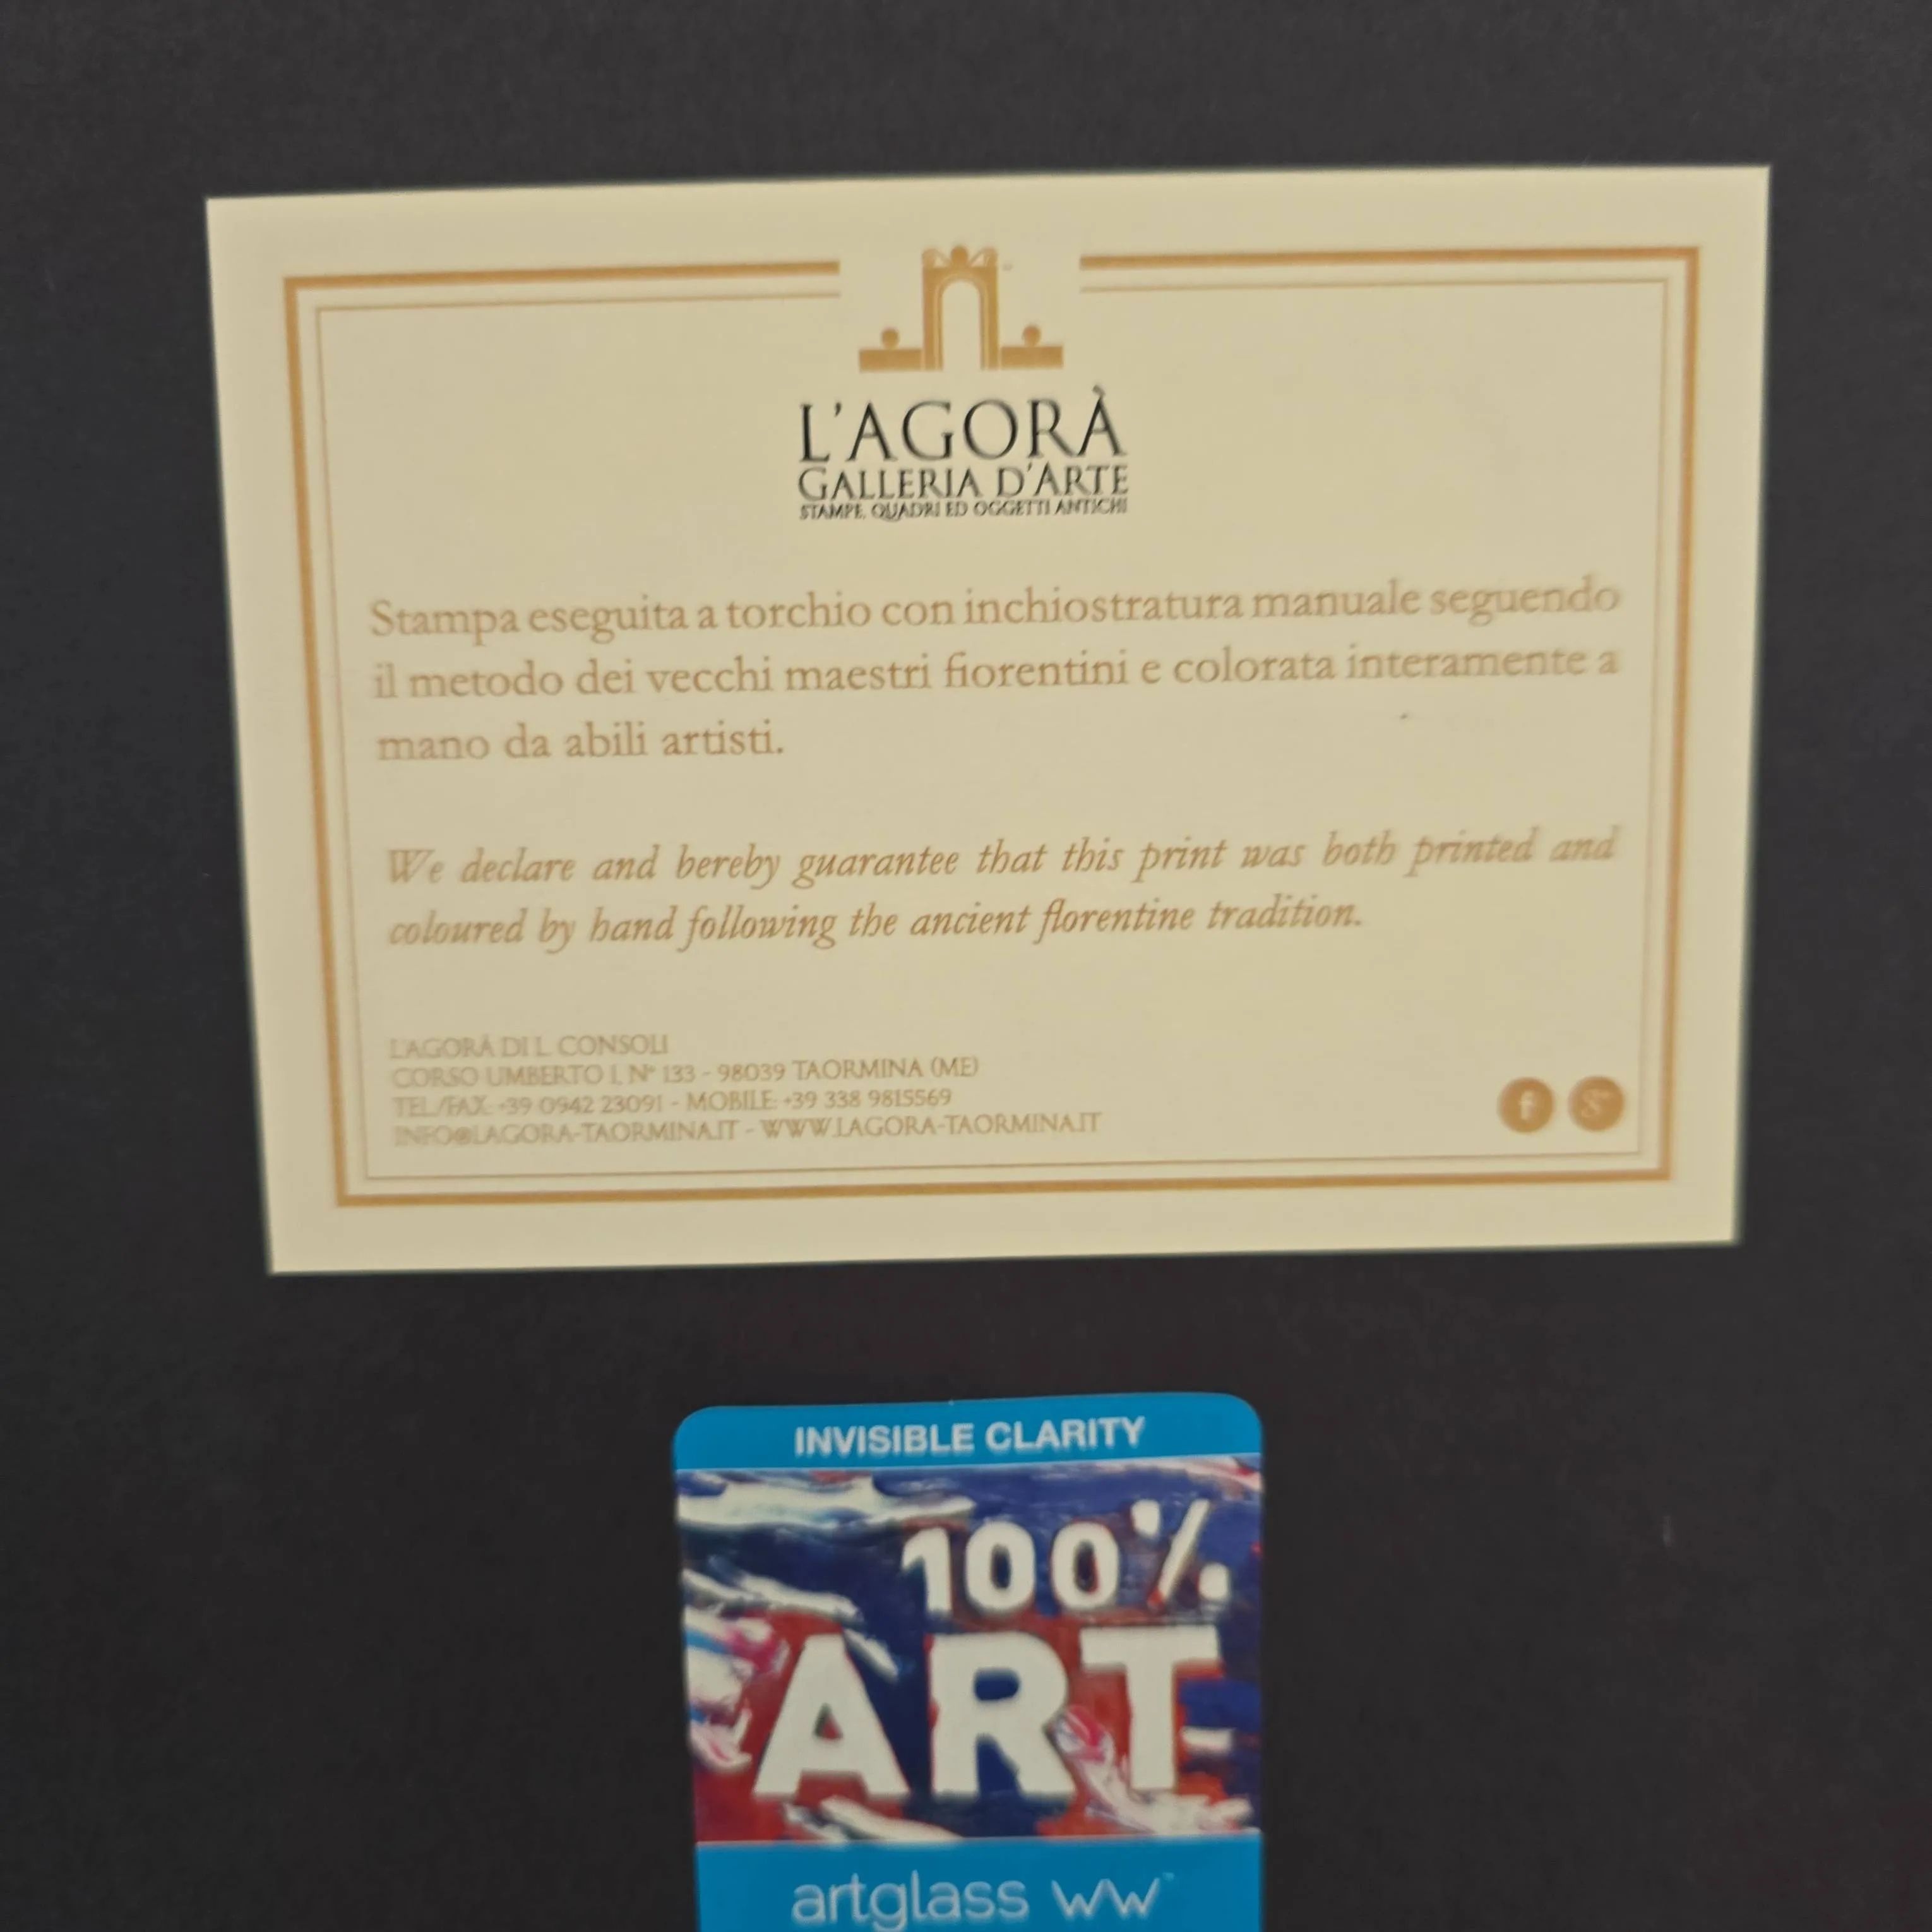 L'AGORÀ
GALLERIA D'ARTE
STAMPE, QUADRI ED OGGETTI ANTICHI
Stampa eseguita a torchio con inchiostratura manuale seguendo
il metodo dei vecchi maestri fiorentini e colorata interamente a
mano da abili artisti.
We declare and hereby guarantee that this print was both printed and
coloured by hand following the ancient florentine tradition.
L'AGORÀ DI L. CONSOLI
CORSO UMBERTO I, N° 133 - 98039 TAORMINA (ME)
TEL./FAX: +39 0942 23091 - MOBILE: +39 338 9815569
INFO@LAGORA-TAORMINA.IT - WWW.LAGORA-TAORMINA.IT
f g+
INVISIBLE CLARITY
100%
ART
artglass WW™